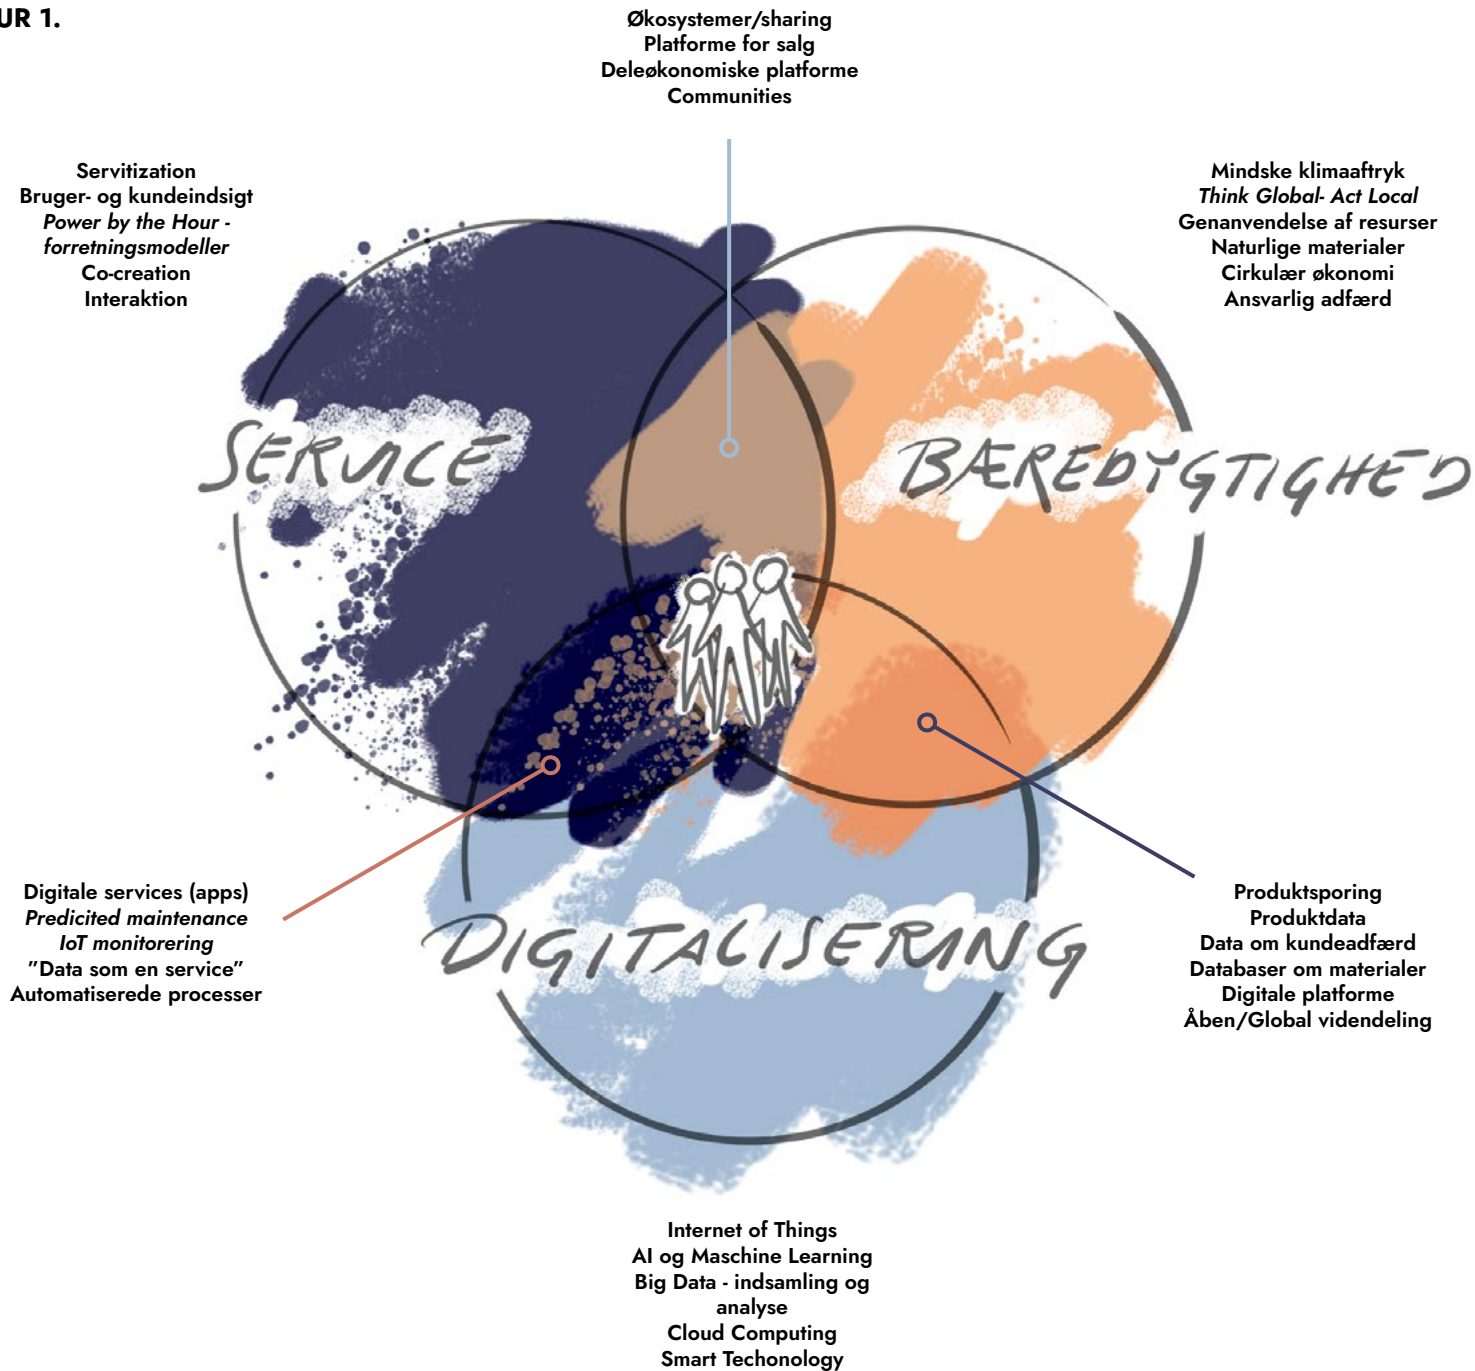 UR 1.
Økosystemer/sharing
Platforme for salg
Deleøkonomiske platforme
Communities
Servitization
Bruger- og kundeindsigt
Power by the Hour -
forretningsmodeller
Co-creation
Interaktion
Mindske klimaaftryk
Think Global- Act Local
Genanvendelse af resurser
Naturlige materialer
Cirkulær økonomi
Ansvarlig adfærd
SERVICE
BÆREDYGTIGHED
Digitale services (apps)
Predicited maintenance
IoT monitorering
”Data som en service”
Automatiserede processer
DIGITALISERING
Produktsporing
Produktdata
Data om kundeadfærd
Databaser om materialer
Digitale platforme
Åben/Global videndeling
Internet of Things
AI og Maschine Learning
Big Data - indsamling og
analyse
Cloud Computing
Smart Techonology